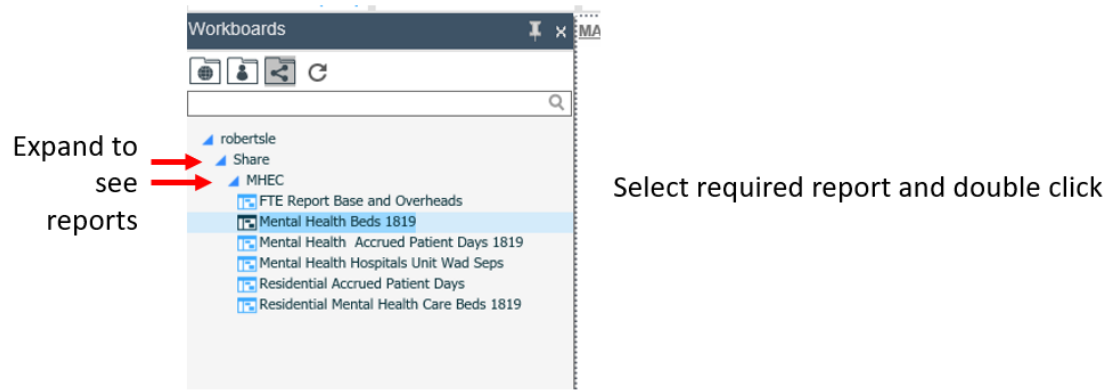 Workboards
MA
robertsle
Share
MHEC
FTE Report Base and Overheads
Mental Health Beds 1819
Mental Health  Accrued Patient Days 1819
Mental Health Hospitals Unit Wad Seps
Residential Accrued Patient Days
Residential Mental Health Care Beds 1819
Expand to
see
reports
Select required report and double click